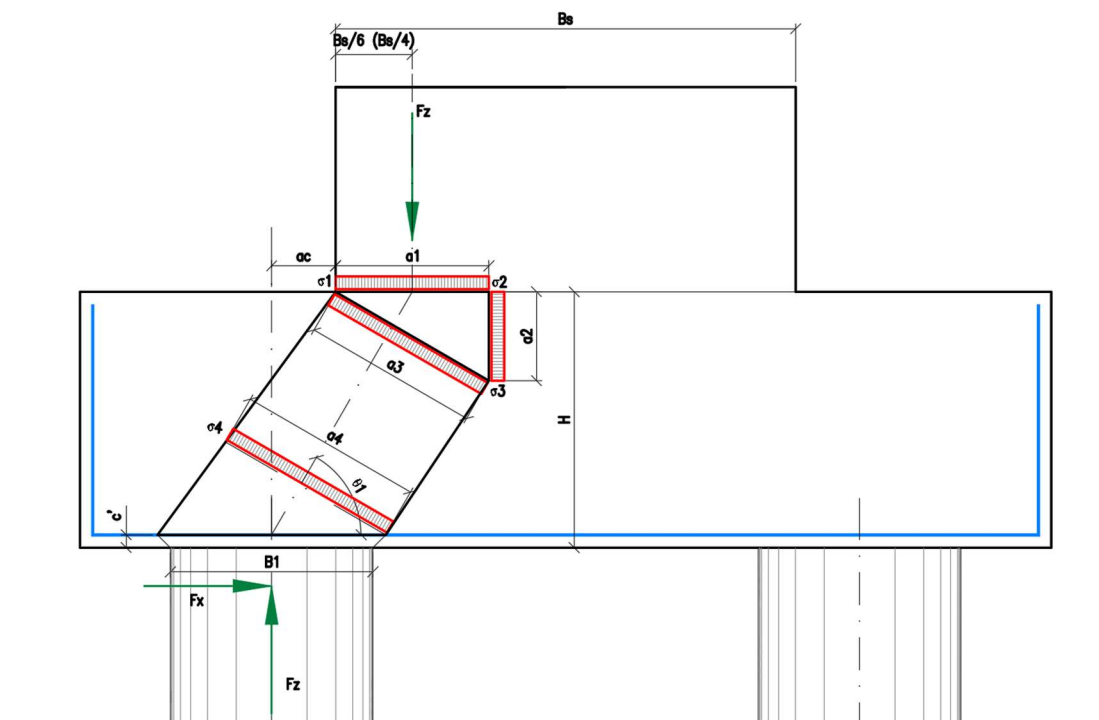 Bs
Bs/6 (Bs/4)
Fz
ac
a1
σ1
σ2
a2
a3
σ3
H
σ4
a4
θ1
c'
B1
Fx
Fz